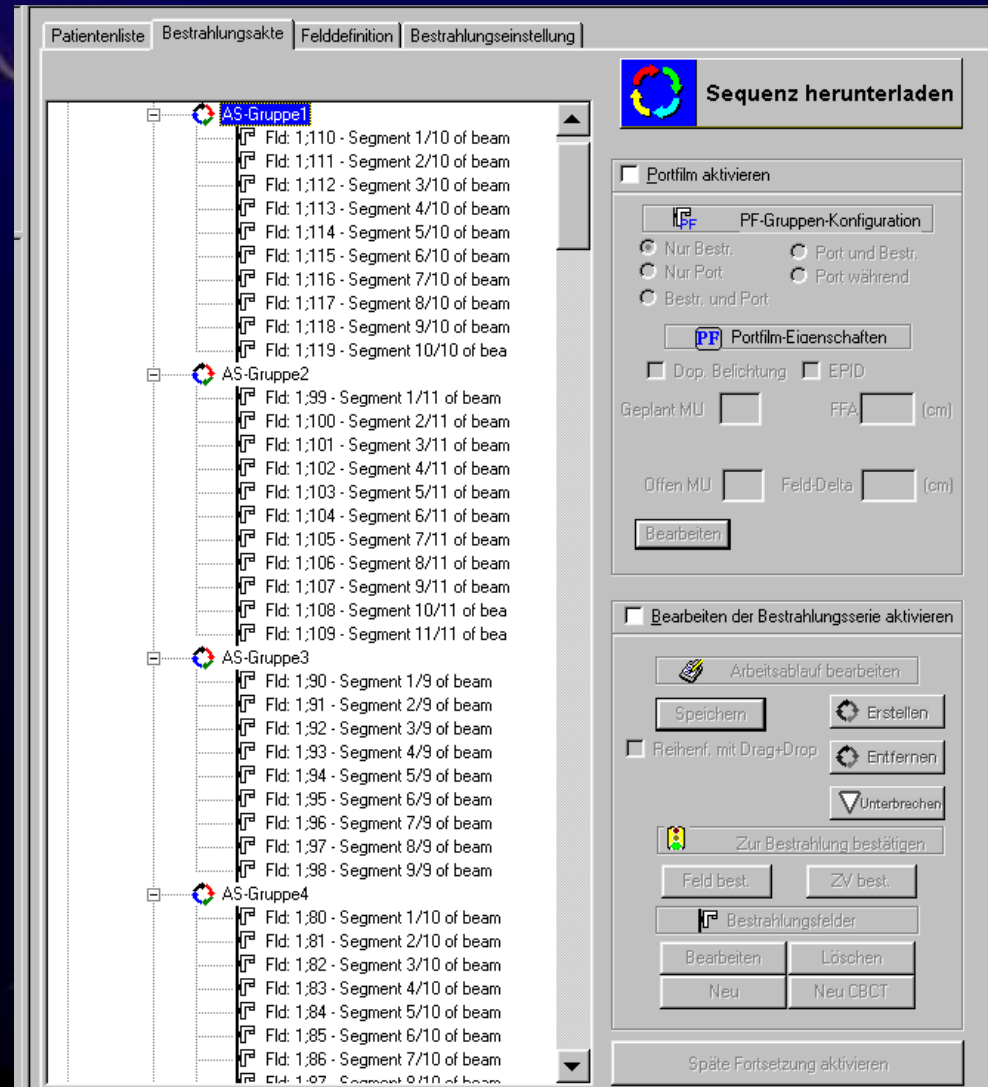 Patientenliste Bestrahlungsakte Felddefinition Bestrahlungseinstellung
AS-Gruppe1
Fld: 1;110 - Segment 1/10 of beam
Fld: 1;111 - Segment 2/10 of beam
Fld: 1;112 - Segment 3/10 of beam
Fld: 1;113 - Segment 4/10 of beam
Fld: 1;114 - Segment 5/10 of beam
Fld: 1;115 - Segment 6/10 of beam
Fld: 1;116 - Segment 7/10 of beam
Fld: 1;117 - Segment 8/10 of beam
Fld: 1;118 - Segment 9/10 of beam
Fld: 1;119 - Segment 10/10 of bea
AS-Gruppe2
Fld: 1;99 - Segment 1/11 of beam
Fld: 1;100 - Segment 2/11 of beam
Fld: 1;101 - Segment 3/11 of beam
Fld: 1;102 - Segment 4/11 of beam
Fld: 1;103 - Segment 5/11 of beam
Fld: 1;104 - Segment 6/11 of beam
Fld: 1;105 - Segment 7/11 of beam
Fld: 1;106 - Segment 8/11 of beam
Fld: 1;107 - Segment 9/11 of beam
Fld: 1;108 - Segment 10/11 of bea
Fld: 1;109 - Segment 11/11 of bea
AS-Gruppe3
Fld: 1;90 - Segment 1/9 of beam
Fld: 1;91 - Segment 2/9 of beam
Fld: 1;92 - Segment 3/9 of beam
Fld: 1;93 - Segment 4/9 of beam
Fld: 1;94 - Segment 5/9 of beam
Fld: 1;95 - Segment 6/9 of beam
Fld: 1;96 - Segment 7/9 of beam
Fld: 1;97 - Segment 8/9 of beam
Fld: 1;98 - Segment 9/9 of beam
AS-Gruppe4
Fld: 1;80 - Segment 1/10 of beam
Fld: 1;81 - Segment 2/10 of beam
Fld: 1;82 - Segment 3/10 of beam
Fld: 1;83 - Segment 4/10 of beam
Fld: 1;84 - Segment 5/10 of beam
Fld: 1;85 - Segment 6/10 of beam
Fld: 1;86 - Segment 7/10 of beam
Fld: 1;87 - Segment 8/10 of beam
Sequenz herunterladen
Portfilm aktivieren
PF PF-Gruppen-Konfiguration
Nur Bestr. Port und Bestr.
Nur Port Port während
Bestr. und Port
PF Portfilm-Eigenschaften
Dop. Belichtung EPID
Geplant MU FFA (cm)
Offen MU Feld-Delta (cm)
Bearbeiten
Bearbeiten der Bestrahlungsserie aktivieren
Arbeitsablauf bearbeiten
Speichern Erstellen
Reihenf. mit Drag+Drop Entfernen
Unterbrechen
Zur Bestrahlung bestätigen
Feld best. ZV best.
Bestrahlungsfelder
Bearbeiten Löschen
Neu Neu CBCT
Späte Fortsetzung aktivieren